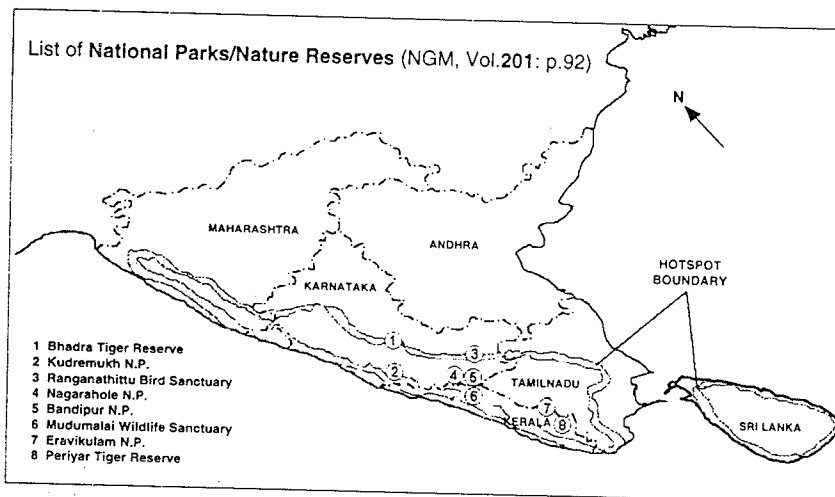 List of National Parks/Nature Reserves (NGM, Vol.201: p.92)
N
MAHARASHTRA
ANDHRA
KARNATAKA
HOTSPOT
BOUNDARY
1 Bhadra Tiger Reserve
2 Kudremukh N.P.
3 Ranganathittu Bird Sanctuary
4 Nagarahole N.P.
5 Bandipur N.P.
6 Mudumalai Wildlife Sanctuary
7 Eravikulam N.P.
8 Periyar Tiger Reserve
1
3
2
4 5
6
TAMILNADU
7
KERALA 8
SRI LANKA